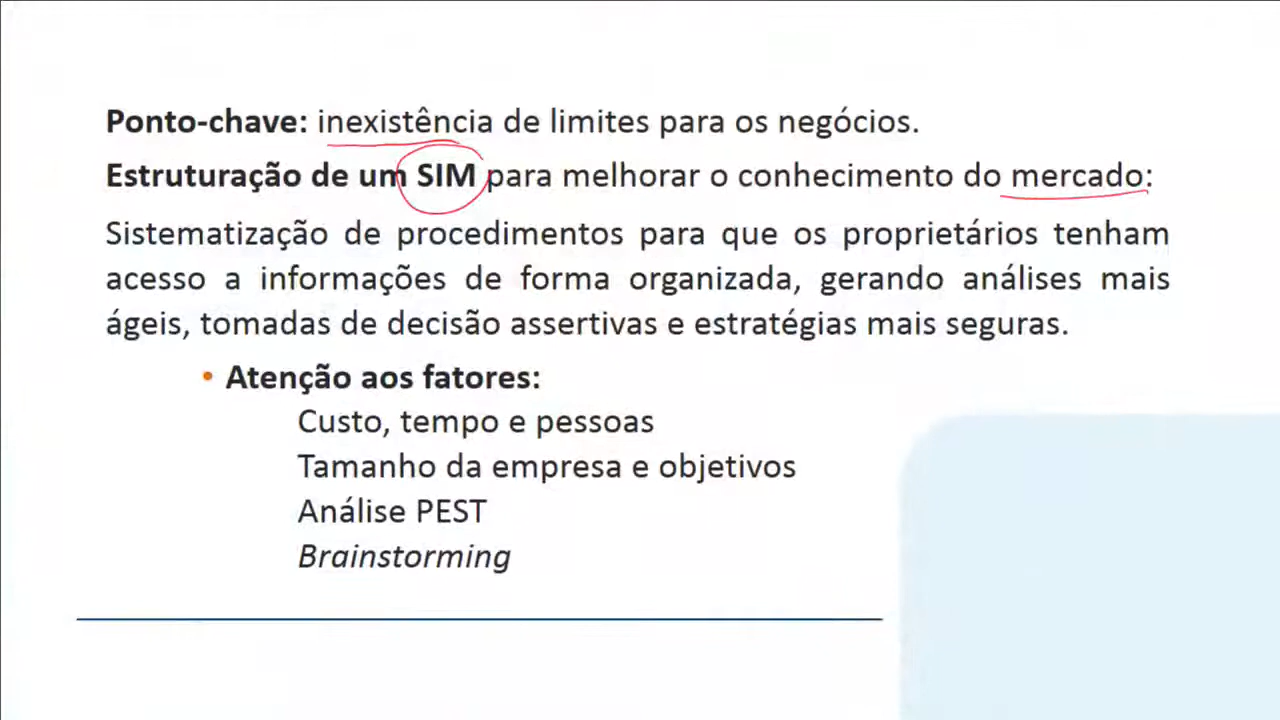 Ponto-chave: inexistência de limites para os negócios.
Estruturação de um SIM para melhorar o conhecimento do mercado:
Sistematização de procedimentos para que os proprietários tenham
acesso a informações de forma organizada, gerando análises mais
ágeis, tomadas de decisão assertivas e estratégias mais seguras.
• Atenção aos fatores:
Custo, tempo e pessoas
Tamanho da empresa e objetivos
Análise PEST
Brainstorming